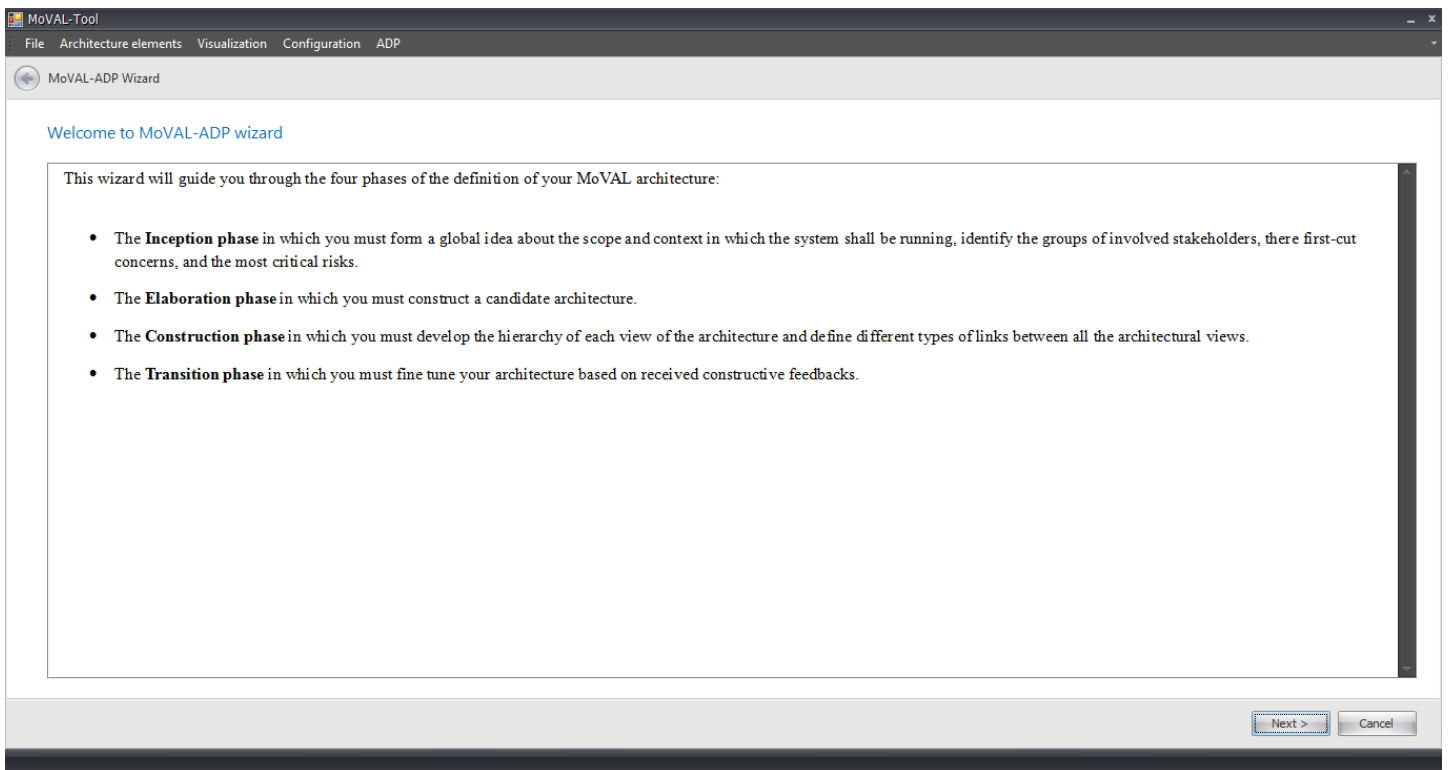 MoVAL-Tool
File Architecture elements Visualization Configuration ADP
MoVAL-ADP Wizard
Welcome to MoVAL-ADP wizard
This wizard will guide you through the four phases of the definition of your MoVAL architecture:
• The Inception phase in which you must form a global idea about the scope and context in which the system shall be running, identify the groups of involved stakeholders, there first-cut
concerns, and the most critical risks.
• The Elaboration phase in which you must construct a candidate architecture.
• The Construction phase in which you must develop the hierarchy of each view of the architecture and define different types of links between all the architectural views.
• The Transition phase in which you must fine tune your architecture based on received constructive feedbacks.
Next > Cancel